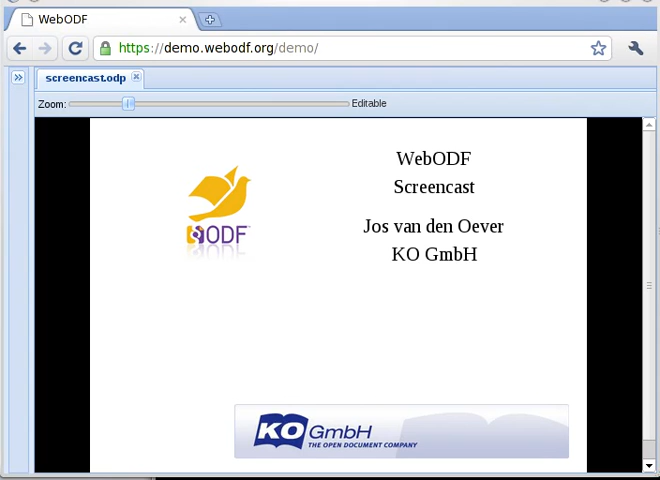 WebODF
https://demo.webodf.org/demo/
screencast.odp
Zoom:
Editable
WebODF
Screencast
Jos van den Oever
KO GmbH
ODF
KO GmbH
THE OPEN DOCUMENT COMPANY